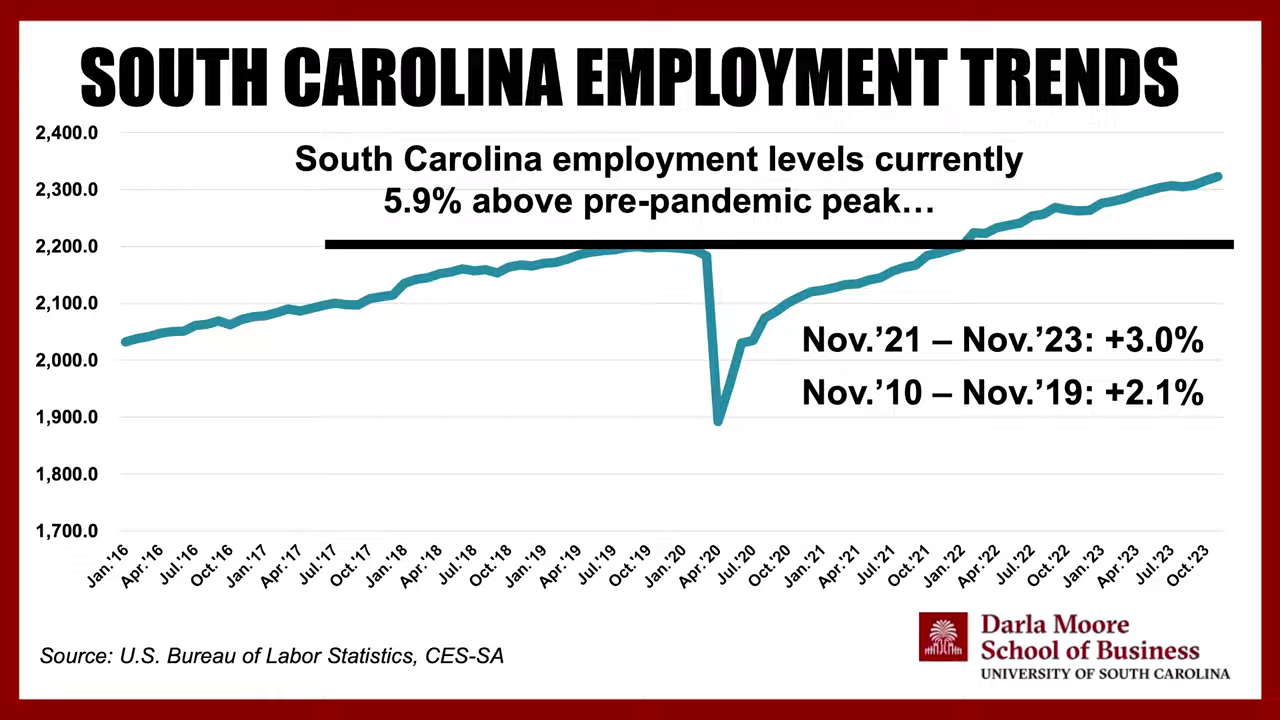 SOUTH CAROLINA EMPLOYMENT TRENDS
2,400.0
South Carolina employment levels currently
5.9% above pre-pandemic peak…
2,300.0
2,200.0
2,100.0
2,000.0
1,900.0
1,800.0
1,700.0
Nov.’21 – Nov.’23: +3.0%
Nov.’10 – Nov.’19: +2.1%
Jan.'16
Apr.'16
Jul.'16
Oct.'16
Jan.'17
Apr.'17
Jul.'17
Oct.'17
Jan.'18
Apr.'18
Jul.'18
Oct.'18
Jan.'19
Apr.'19
Jul.'19
Oct.'19
Jan.'20
Apr.'20
Jul.'20
Oct.'20
Jan.'21
Apr.'21
Jul.'21
Oct.'21
Jan.'22
Apr.'22
Jul.'22
Oct.'22
Jan.'23
Apr.'23
Jul.'23
Oct.'23
Source: U.S. Bureau of Labor Statistics, CES-SA
Darla Moore
School of Business
UNIVERSITY OF SOUTH CAROLINA